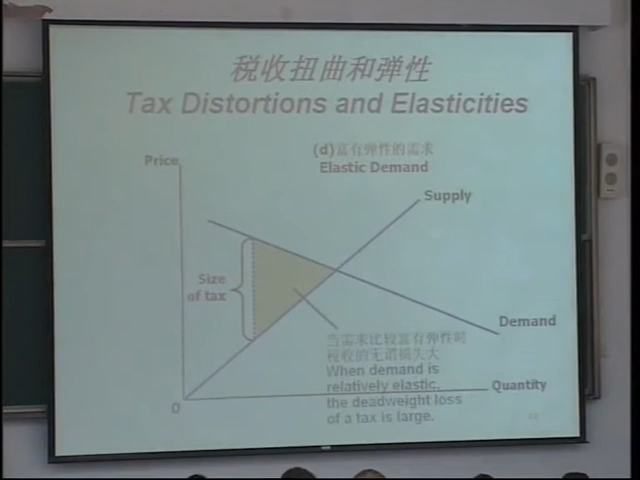 税收扭曲和弹性
Tax Distortions and Elasticities
(d)富有弹性的需求
Elastic Demand
Price
Supply
Size
of tax
Demand
当需求比较富有弹性时
税收的无谓损失大
When demand is
relatively elastic,
the deadweight loss
of a tax is large.
Quantity
0